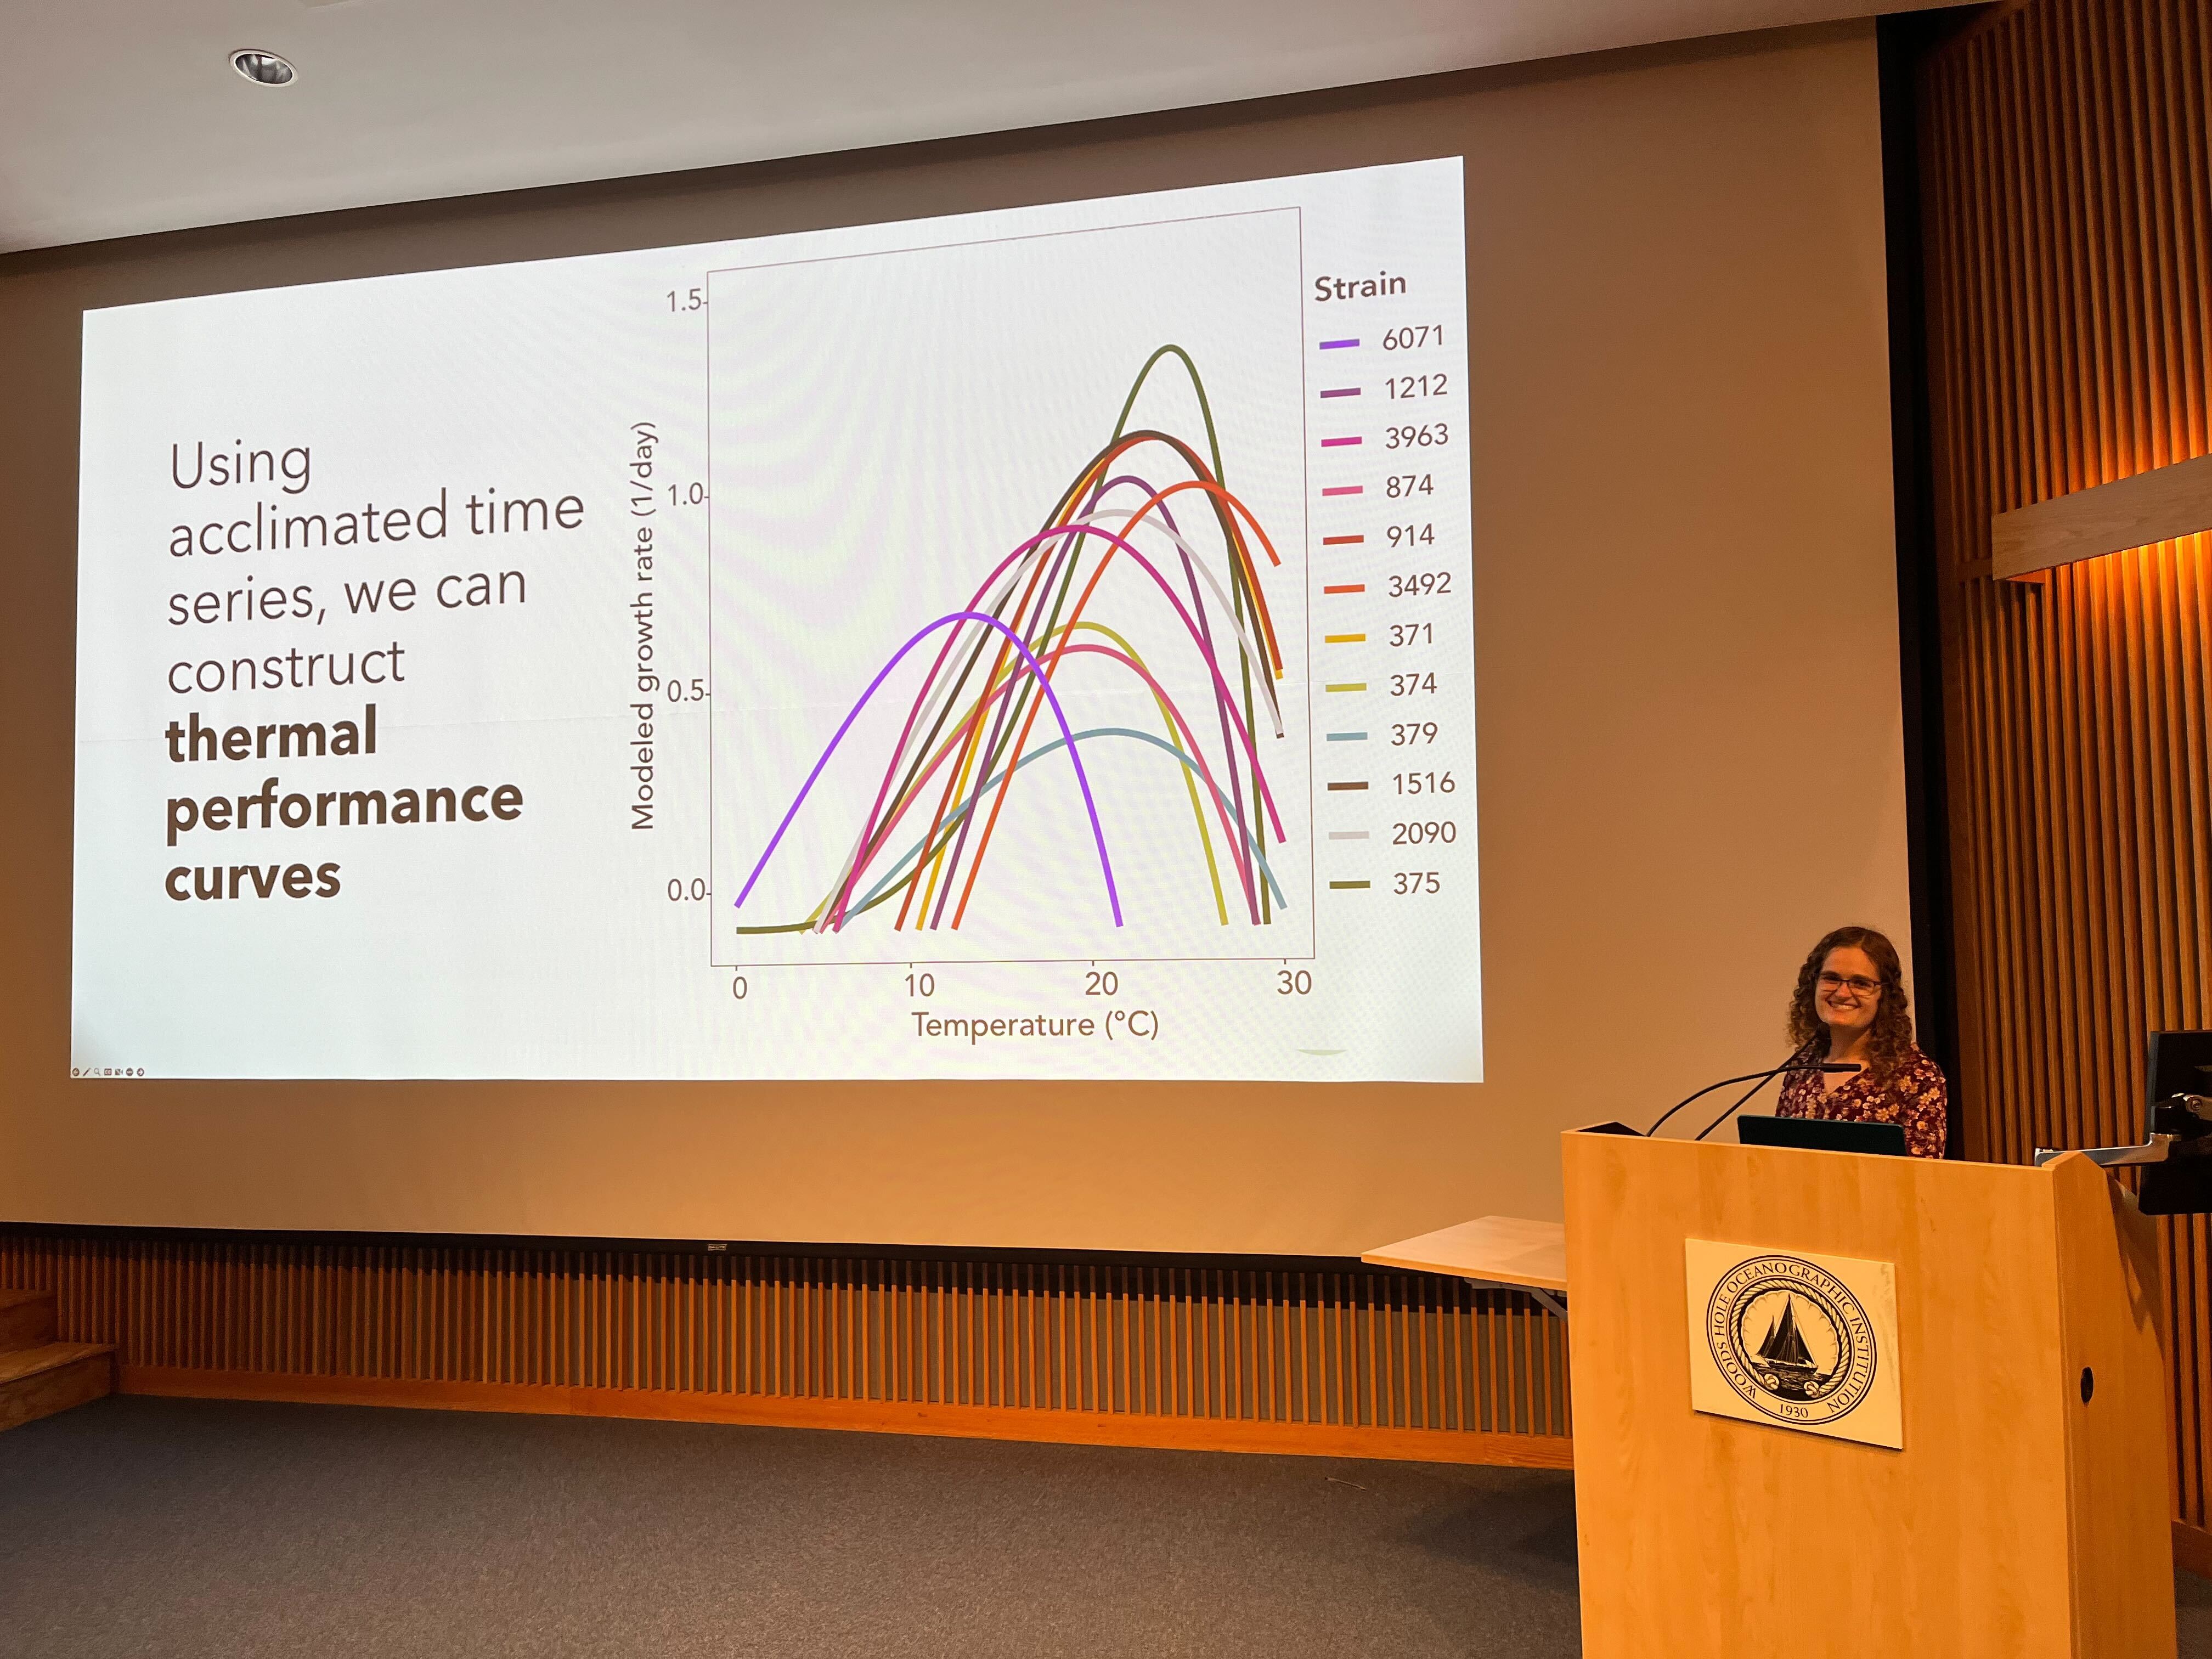 Using
acclimated time
series, we can
construct
thermal
performance
curves
Modeled growth rate (1/day)
1.5
1.0
0.5
0.0
0
10
20
30
Temperature (°C)
Strain
6071
1212
3963
874
914
3492
371
374
379
1516
2090
375
WOODS HOLE OCEANOGRAPHIC INSTITUTION
1930